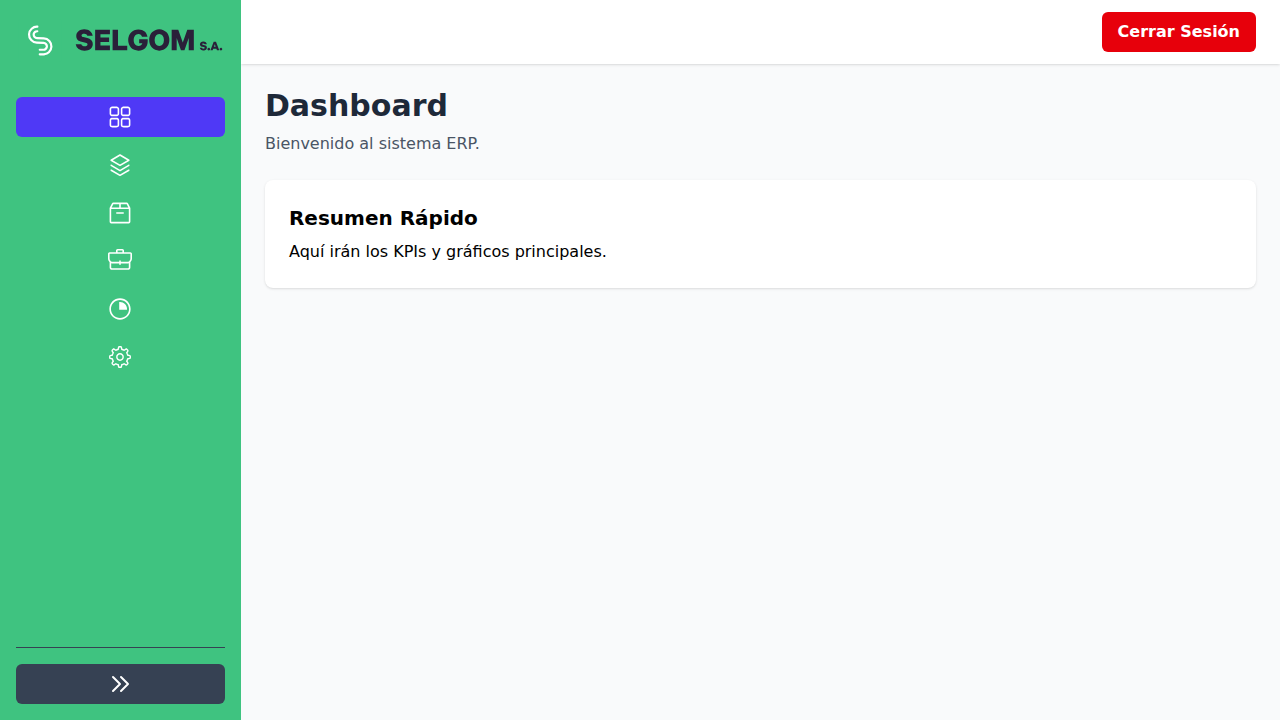 SELGOM S.A.
Cerrar Sesión
Dashboard
Bienvenido al sistema ERP.
Resumen Rápido
Aquí irán los KPIs y gráficos principales.